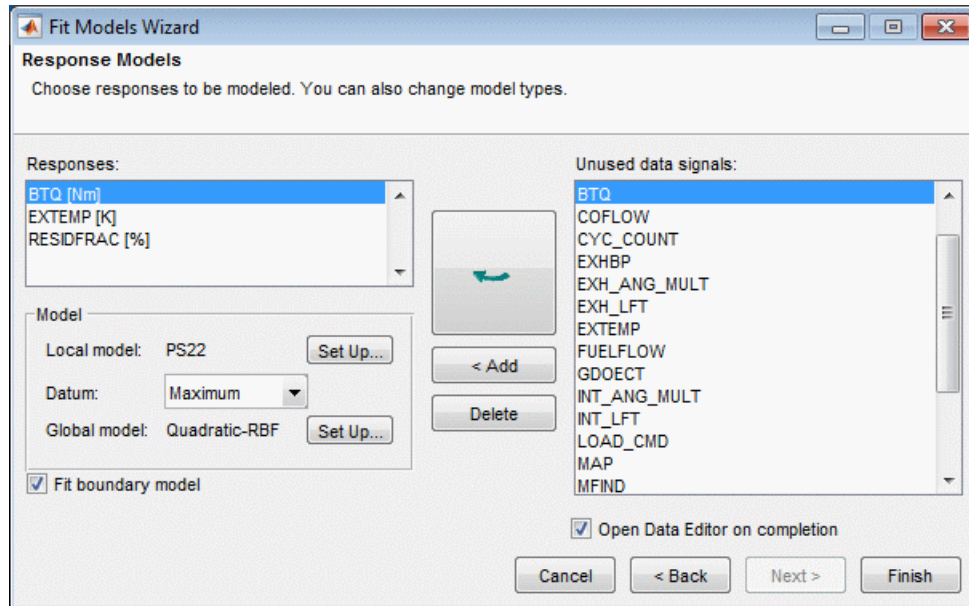 Fit Models Wizard
Response Models
Choose responses to be modeled. You can also change model types.
Responses:
BTQ [Nm]
EXTEMP [K]
RESIDFRAC [%]
Model
Local model: PS22 Set Up...
Datum: Maximum
Global model: Quadratic-RBF Set Up...
Fit boundary model
< Add
Delete
Unused data signals:
BTQ
COFLOW
CYC_COUNT
EXHBP
EXH_ANG_MULT
EXH_LFT
EXTEMP
FUELFLOW
GDOECT
INT_ANG_MULT
INT_LFT
LOAD_CMD
MAP
MFIND
Open Data Editor on completion
Cancel < Back Next > Finish